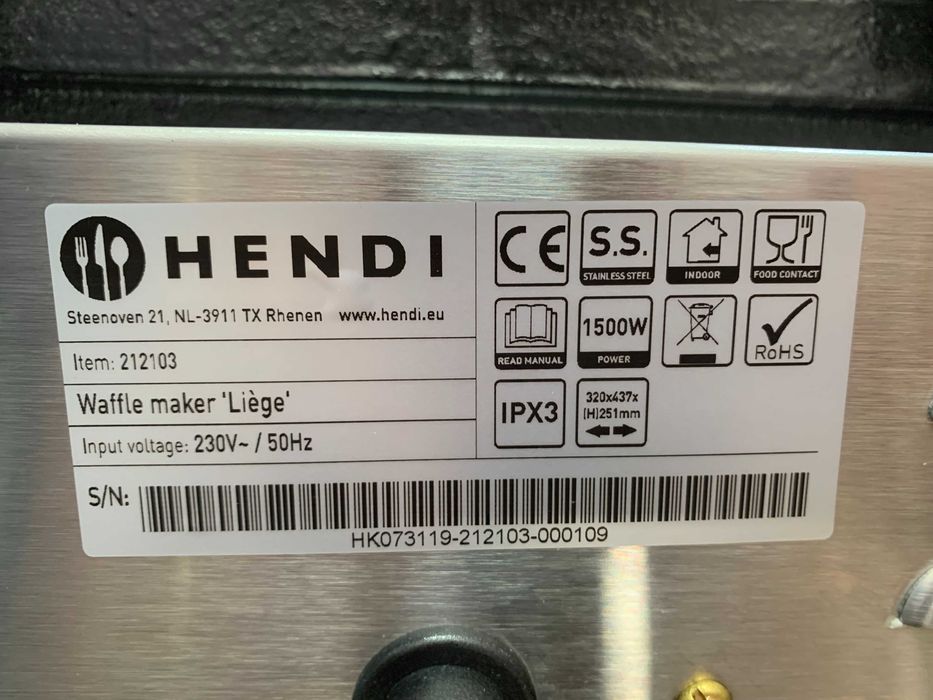 HENDI
Steenoven 21, NL-3911 TX Rhenen www.hendi.eu
Item: 212103
Waffle maker 'Liège'
Input voltage: 230V~ / 50Hz
CE
S.S.
STAINLESS STEEL
INDOOR
FOOD CONTACT
READ MANUAL
1500W
POWER
RoHS
IPX3
320x437x
(H)251mm
S/N:
HK073119-212103-000109